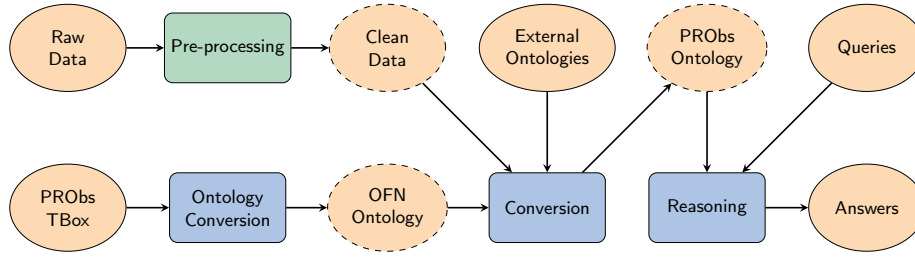 Raw
Data
Pre-processing
Clean
Data
External
Ontologies
PRObs
Ontology
Queries
PRObs
TBox
Ontology
Conversion
OFN
Ontology
Conversion
Reasoning
Answers